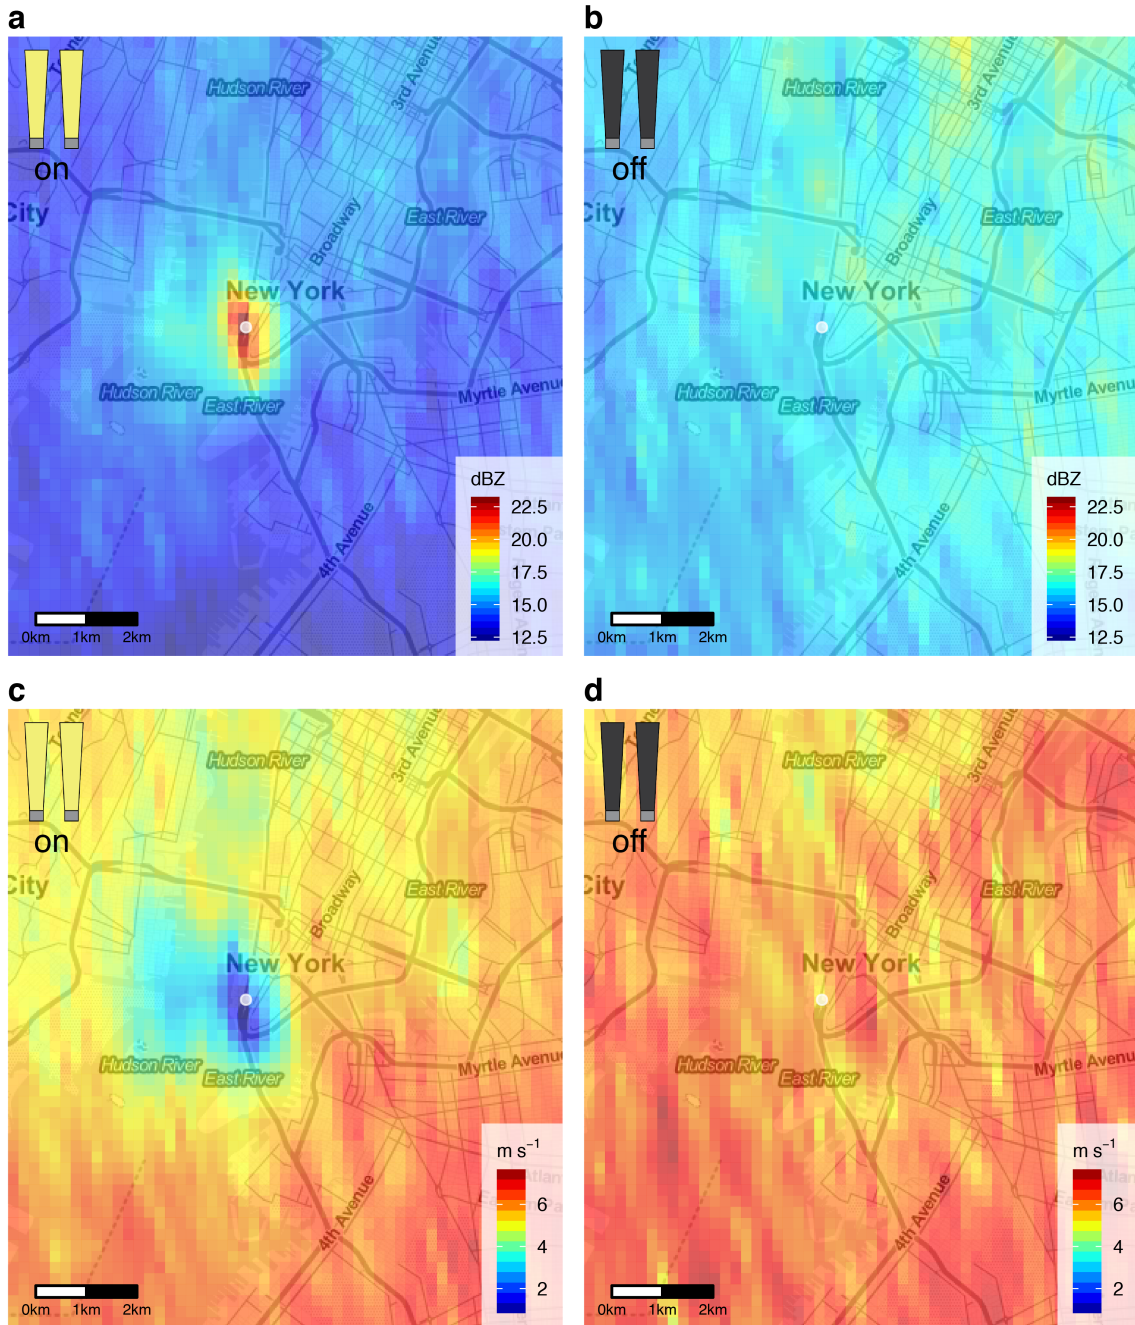 a
on
Hudson River
3rd Avenue
City
East River
Broadway
New York
Hudson River
East River
Myrtle Avenue
4th Avenue
dBZ
22.5
20.0
17.5
15.0
12.5
0km 1km 2km
b
off
Hudson River
3rd Avenue
City
East River
Broadway
New York
Hudson River
East River
Myrtle Avenue
4th Avenue
dBZ
22.5
20.0
17.5
15.0
12.5
0km 1km 2km
c
on
Hudson River
3rd Avenue
City
East River
Broadway
New York
Hudson River
East River
Myrtle Avenue
4th Avenue
m s⁻¹
6
4
2
0km 1km 2km
d
off
Hudson River
3rd Avenue
City
East River
Broadway
New York
Hudson River
East River
Myrtle Avenue
4th Avenue
m s⁻¹
6
4
2
0km 1km 2km